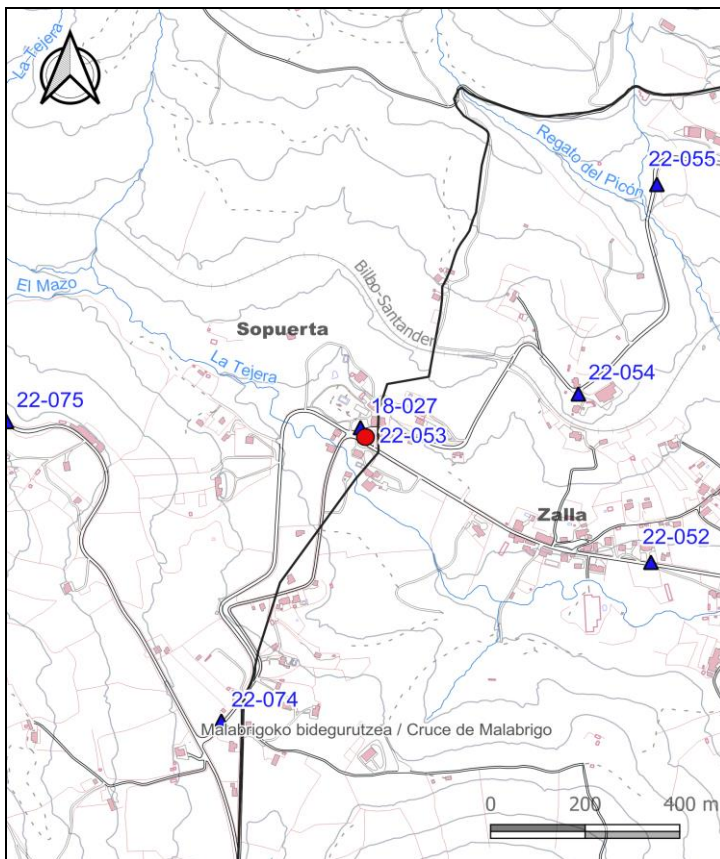 La Tejera
Regato del Picón
22-055
El Mazo
Bilbo-Santander
Sopuerta
La Tejera
22-054
22-075
18-027
22-053
Zalla
22-052
22-074
Malabrigoko bidegurutzea / Cruce de Malabrigo
0 200 400 m